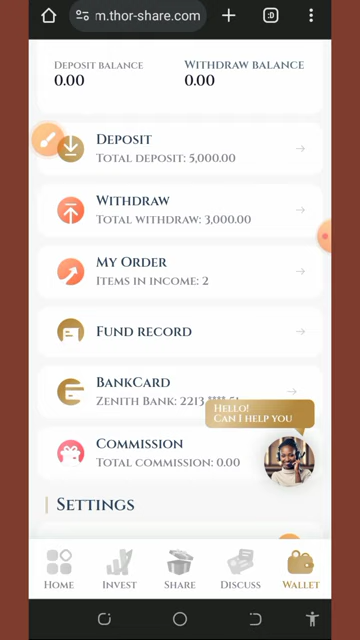 m.thor-share.com
:D
Deposit balance
Withdraw balance
0.00
0.00
Deposit
Total deposit: 5,000.00
Withdraw
Total withdraw: 3,000.00
My Order
Items in income: 2
Fund record
BankCard
Zenith Bank: 2213
Hello!
Can I help you
Commission
Total commission: 0.00
Settings
Home
Invest
Share
Discuss
Wallet